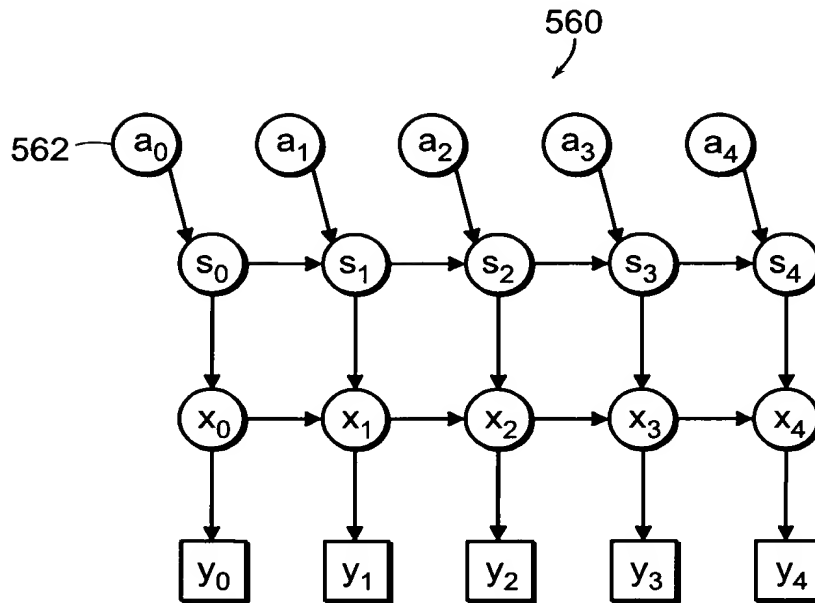 560
562
a₀ a₁ a₂ a₃ a₄
s₀ s₁ s₂ s₃ s₄
x₀ x₁ x₂ x₃ x₄
y₀ y₁ y₂ y₃ y₄